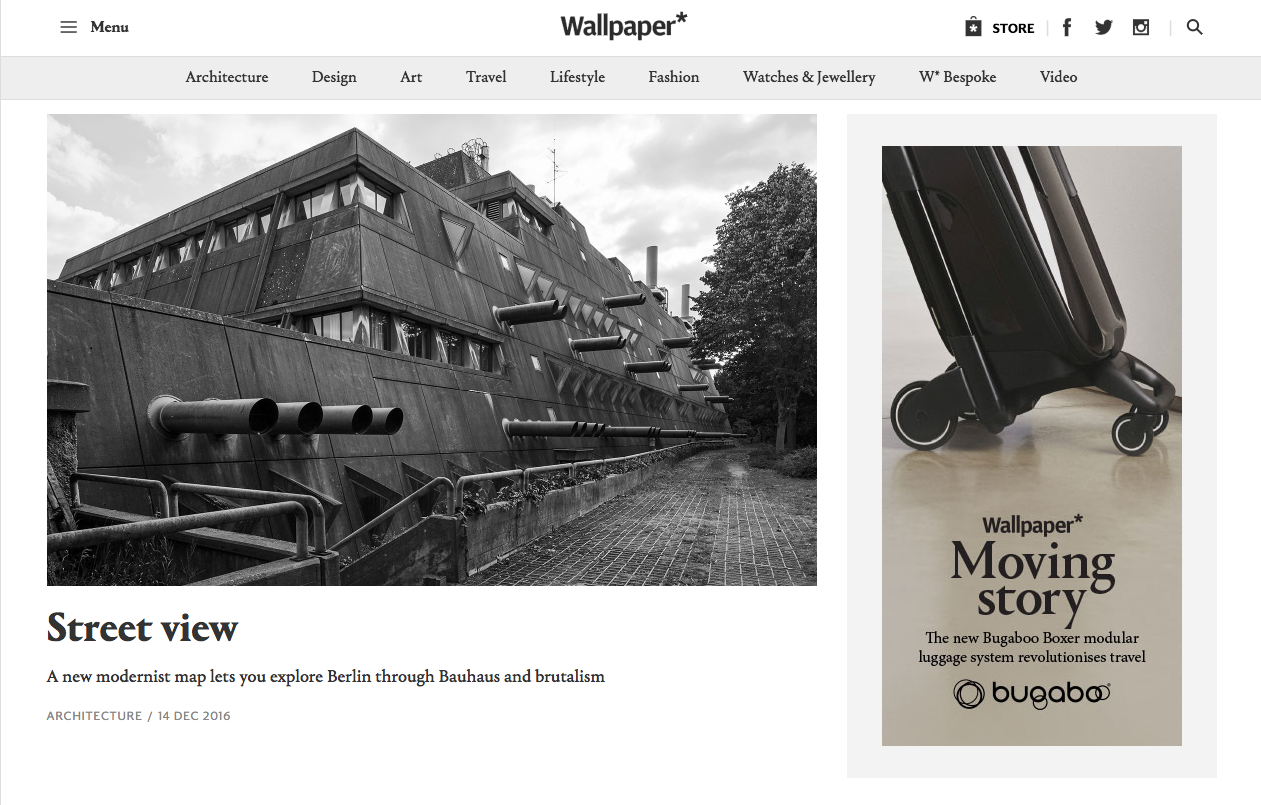 Menu
Wallpaper*
STORE
Architecture
Design
Art
Travel
Lifestyle
Fashion
Watches & Jewellery
W* Bespoke
Video
Street view
A new modernist map lets you explore Berlin through Bauhaus and brutalism
ARCHITECTURE / 14 DEC 2016
Wallpaper*
Moving
story
The new Bugaboo Boxer modular
luggage system revolutionises travel
bugaboo